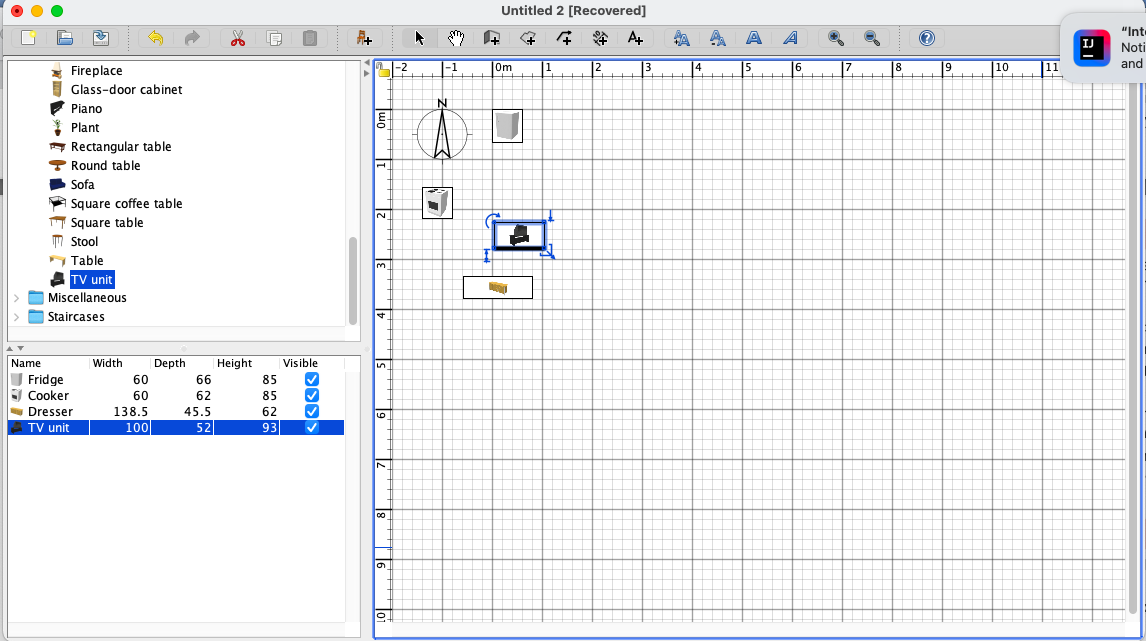 Untitled 2 [Recovered]
IJ
“Inte
Noti
and
Fireplace
Glass-door cabinet
Piano
Plant
Rectangular table
Round table
Sofa
Square coffee table
Square table
Stool
Table
TV unit
Miscellaneous
Staircases
Name Width Depth Height Visible
Fridge 60 66 85
Cooker 60 62 85
Dresser 138.5 45.5 62
TV unit 100 52 93
-2 -1 0m 1 2 3 4 5 6 7 8 9 10 11
0m
1
2
3
4
5
6
7
8
9
10
N